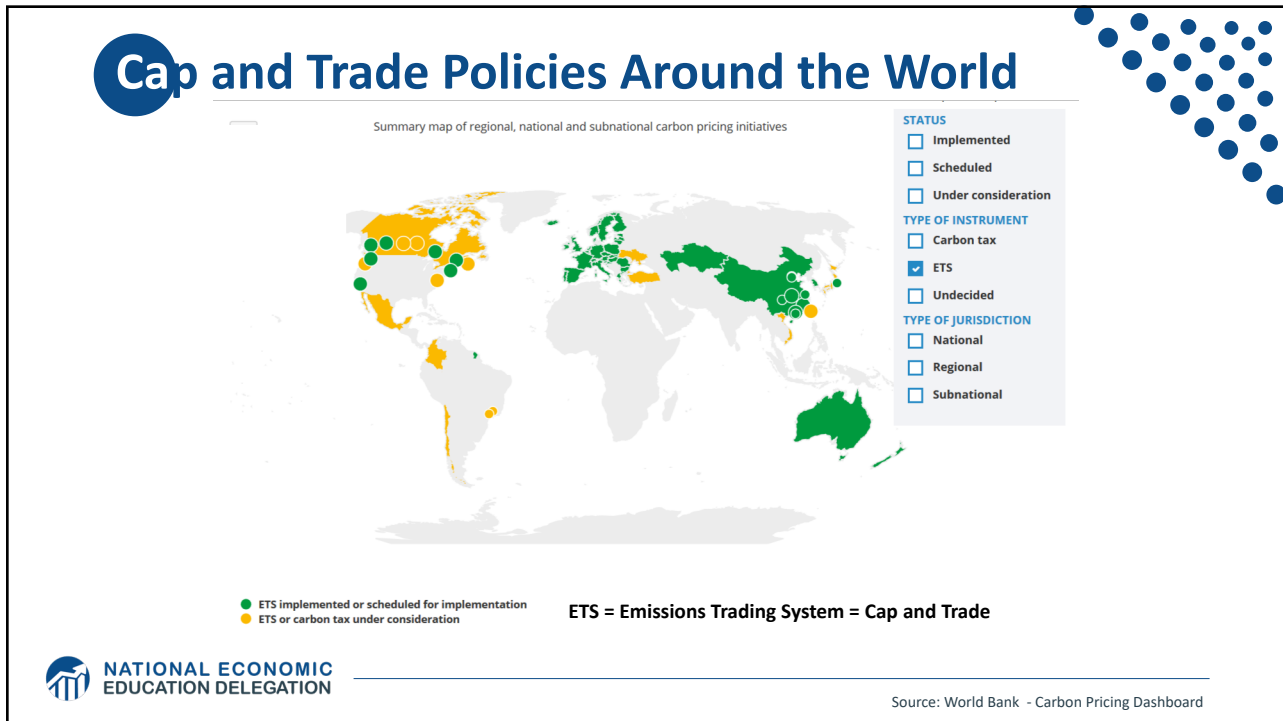 Cap and Trade Policies Around the World
Summary map of regional, national and subnational carbon pricing initiatives
STATUS
Implemented
Scheduled
Under consideration
TYPE OF INSTRUMENT
Carbon tax
ETS
Undecided
TYPE OF JURISDICTION
National
Regional
Subnational
ETS implemented or scheduled for implementation
ETS or carbon tax under consideration
ETS = Emissions Trading System = Cap and Trade
NATIONAL ECONOMIC
EDUCATION DELEGATION
Source: World Bank - Carbon Pricing Dashboard